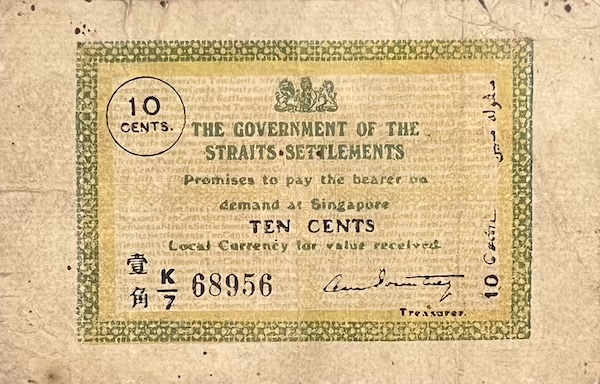 10
CENTS.
THE GOVERNMENT OF THE
STRAITS SETTLEMENTS
Promises to pay the bearer on
demand at Singapore
TEN CENTS
Local Currency for value received
壹角
K/7 68956
Treasurer.
10 Cents